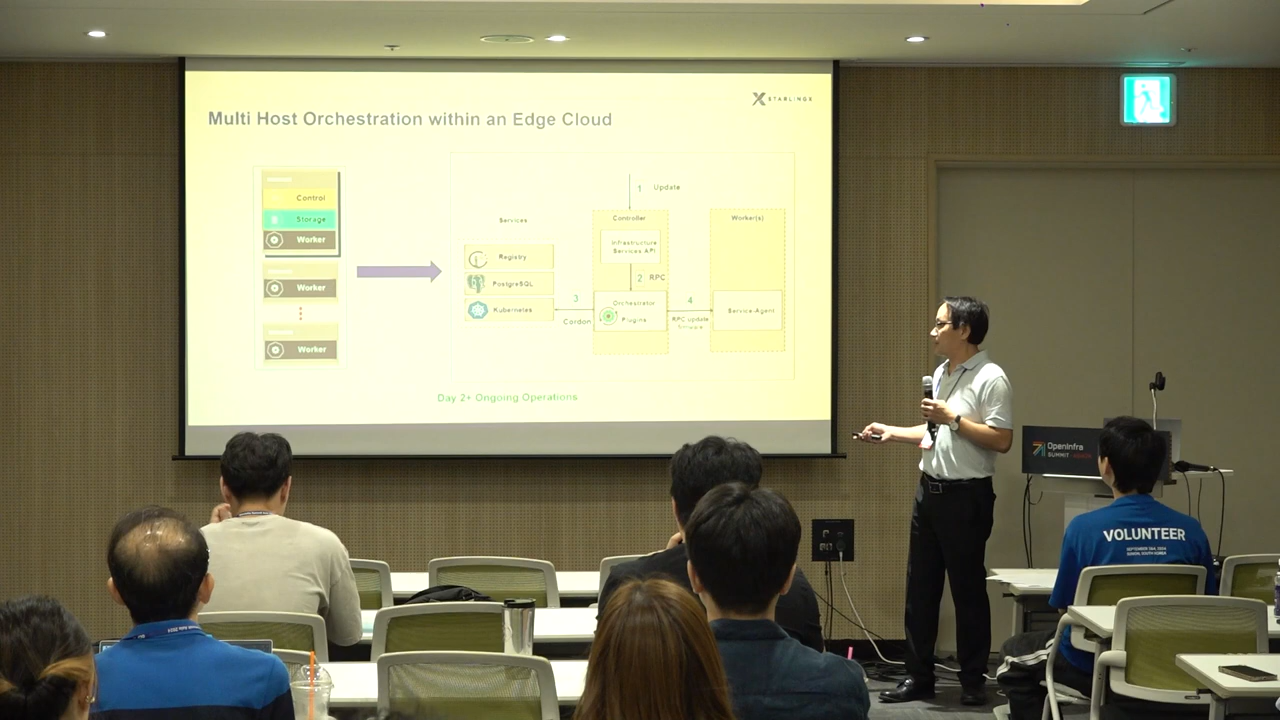 STARLINGX
Multi Host Orchestration within an Edge Cloud
Control
Storage
Worker
Worker
Worker
Services
Registry
PostgreSQL
Kubernetes
1 Update
Controller
Infrastructure
Services API
2 RPC
Orchestrator
Plugins
3
Cordon
4
RPC update
firmware
Worker(s)
Service-Agent
Day 2+ Ongoing Operations
OpenInfra
SUMMIT
VOLUNTEER